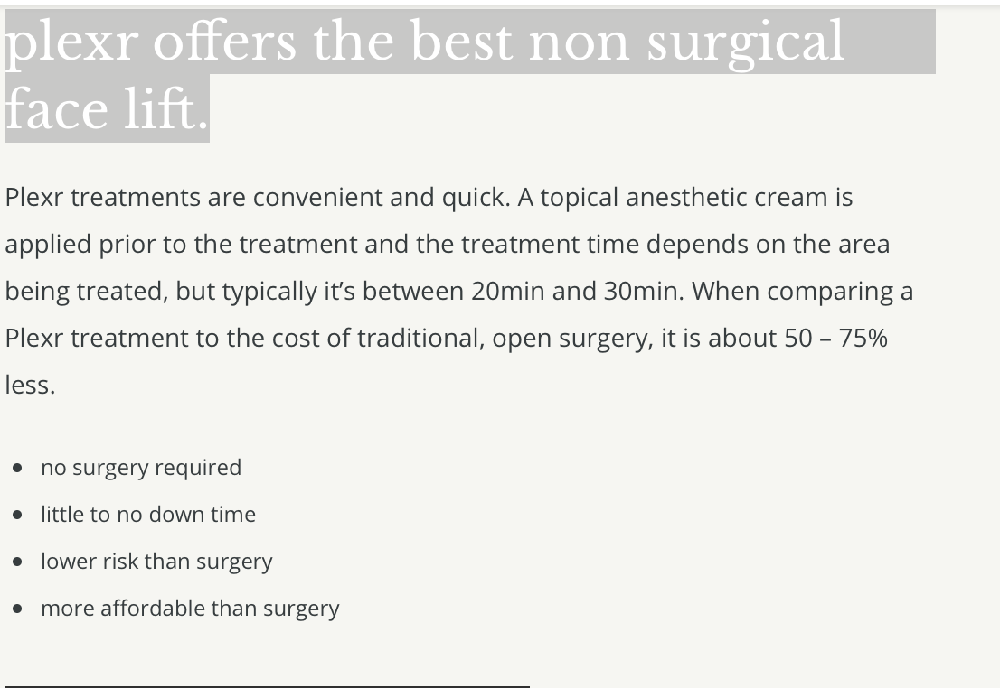 plexr offers the best non surgical
face lift.
Plexr treatments are convenient and quick. A topical anesthetic cream is
applied prior to the treatment and the treatment time depends on the area
being treated, but typically it’s between 20min and 30min. When comparing a
Plexr treatment to the cost of traditional, open surgery, it is about 50 – 75%
less.
• no surgery required
• little to no down time
• lower risk than surgery
• more affordable than surgery